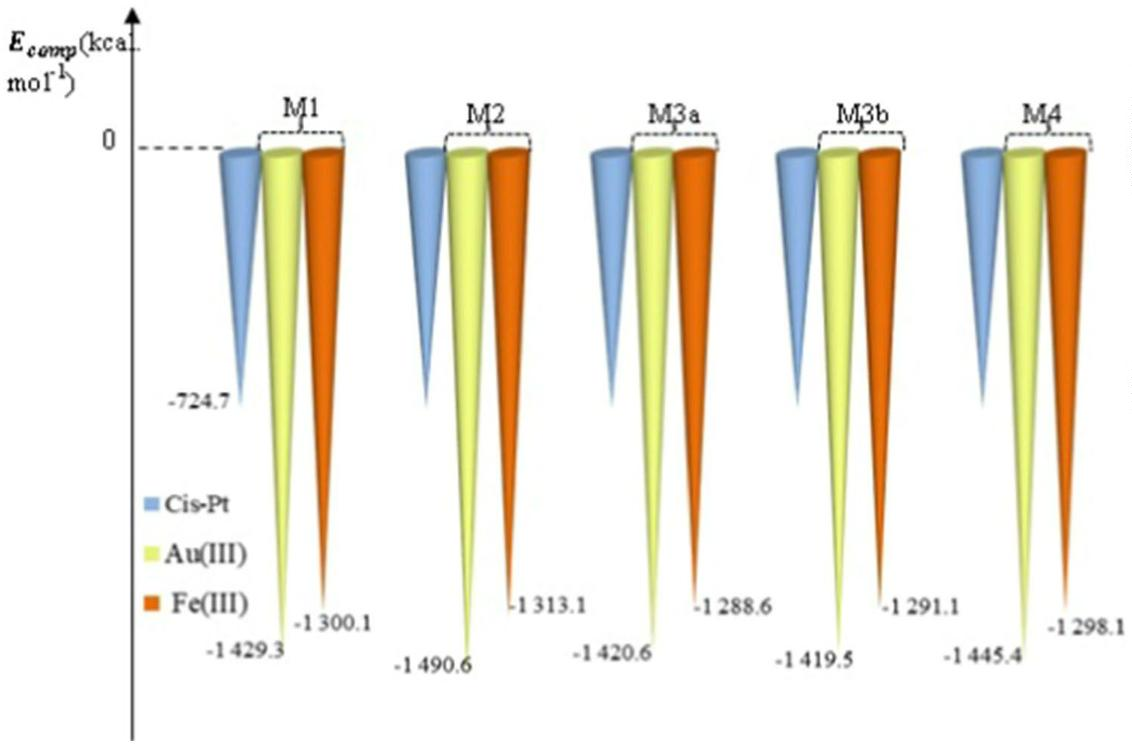 E comp (kcal.
mol⁻¹)
0
M1
M2
M3a
M3b
M4
-724.7
Cis-Pt
Au(III)
Fe(III)
-1 300.1
-1 429.3
-1 313.1
-1 490.6
-1 288.6
-1 420.6
-1 291.1
-1 419.5
-1 298.1
-1 445.4